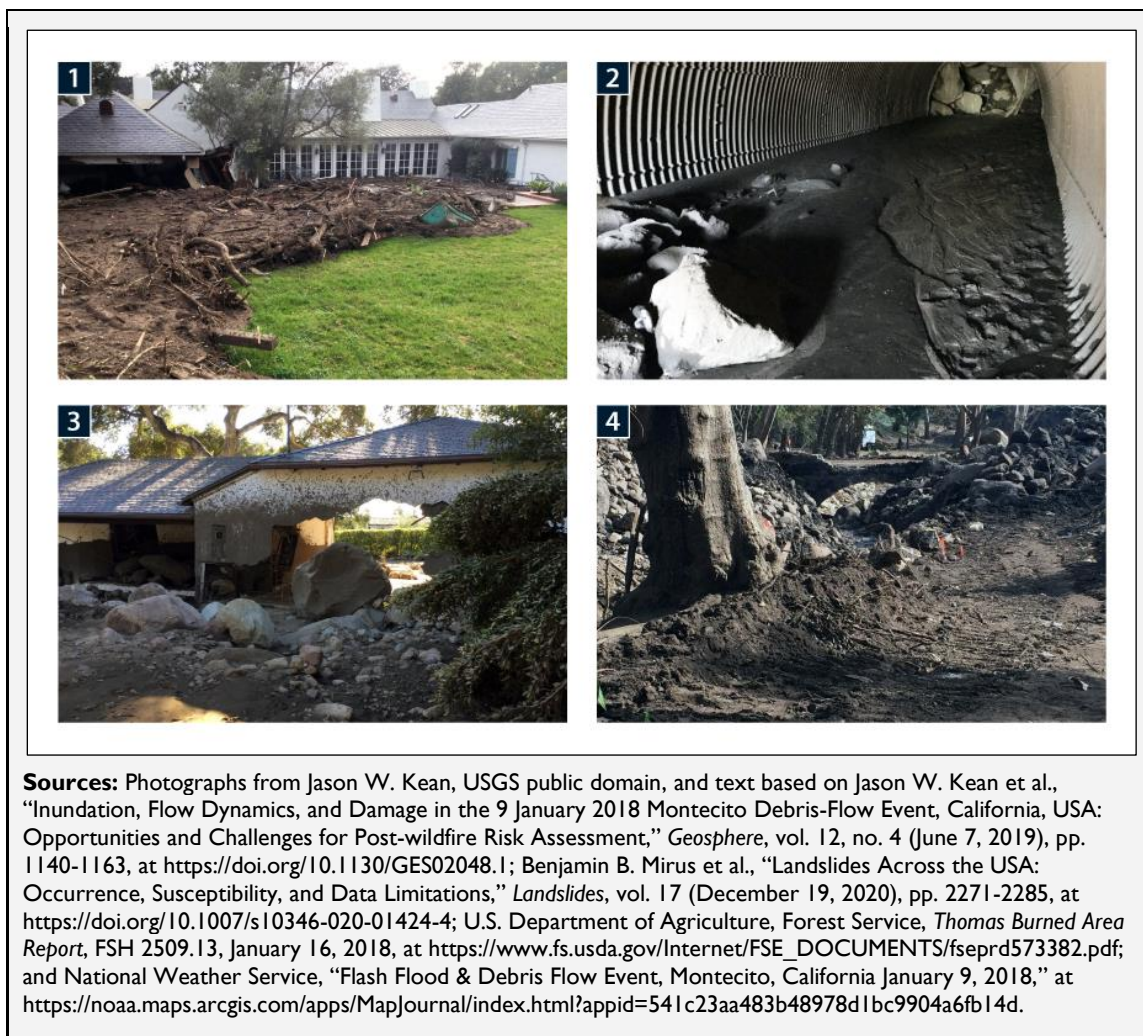 1
2
3
4
Sources: Photographs from Jason W. Kean, USGS public domain, and text based on Jason W. Kean et al.,
“Inundation, Flow Dynamics, and Damage in the 9 January 2018 Montecito Debris-Flow Event, California, USA:
Opportunities and Challenges for Post-wildfire Risk Assessment,” Geosphere, vol. 12, no. 4 (June 7, 2019), pp.
1140-1163, at https://doi.org/10.1130/GES02048.1; Benjamin B. Mirus et al., “Landslides Across the USA:
Occurrence, Susceptibility, and Data Limitations,” Landslides, vol. 17 (December 19, 2020), pp. 2271-2285, at
https://doi.org/10.1007/s10346-020-01424-4; U.S. Department of Agriculture, Forest Service, Thomas Burned Area
Report, FSH 2509.13, January 16, 2018, at https://www.fs.usda.gov/Internet/FSE_DOCUMENTS/fseprd573382.pdf;
and National Weather Service, “Flash Flood & Debris Flow Event, Montecito, California January 9, 2018,” at
https://noaa.maps.arcgis.com/apps/MapJournal/index.html?appid=541c23aa483b48978d1bc9904a6fb14d.